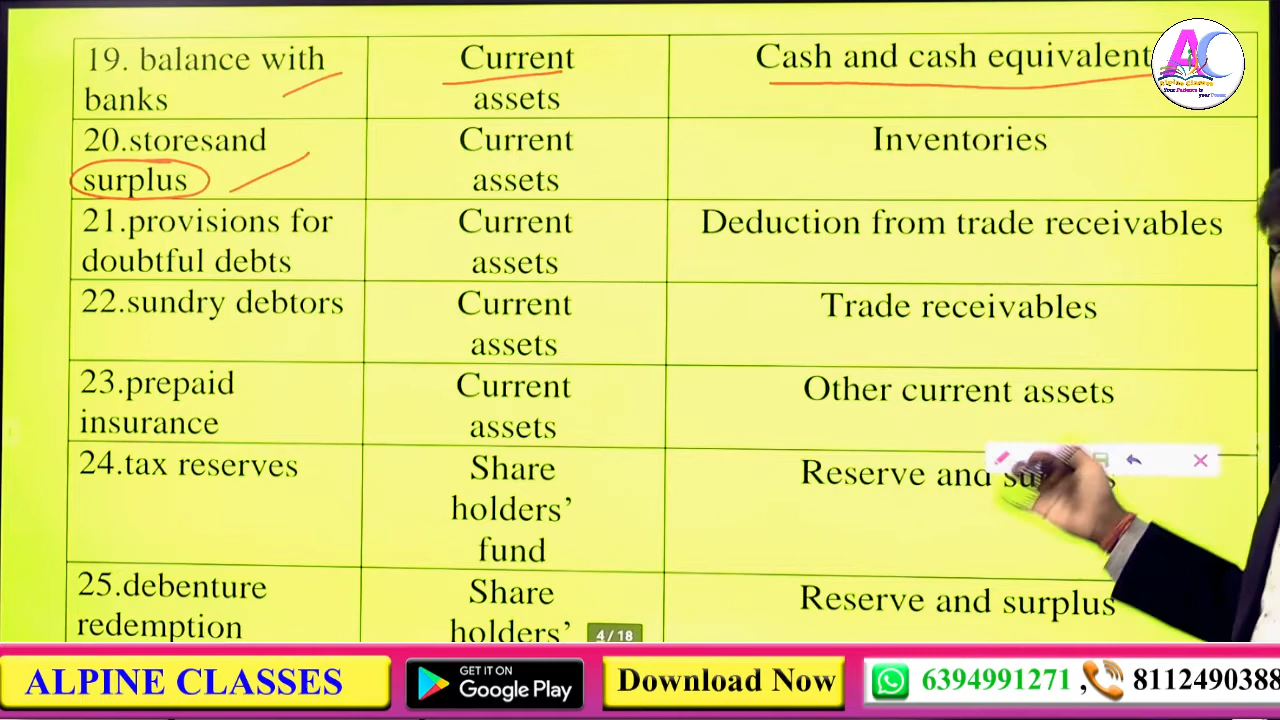 19. balance with banks
Current assets
Cash and cash equivalent
20.storesand surplus
Current assets
Inventories
21.provisions for doubtful debts
Current assets
Deduction from trade receivables
22.sundry debtors
Current assets
Trade receivables
23.prepaid insurance
Current assets
Other current assets
24.tax reserves
Share holders’ fund
Reserve and
25.debenture redemption
Share holders’
Reserve and surplus
4 / 18
AC
Alpine Classes
ALPINE CLASSES
GET IT ON
Google Play
Download Now
6394991271 ,
8112490388